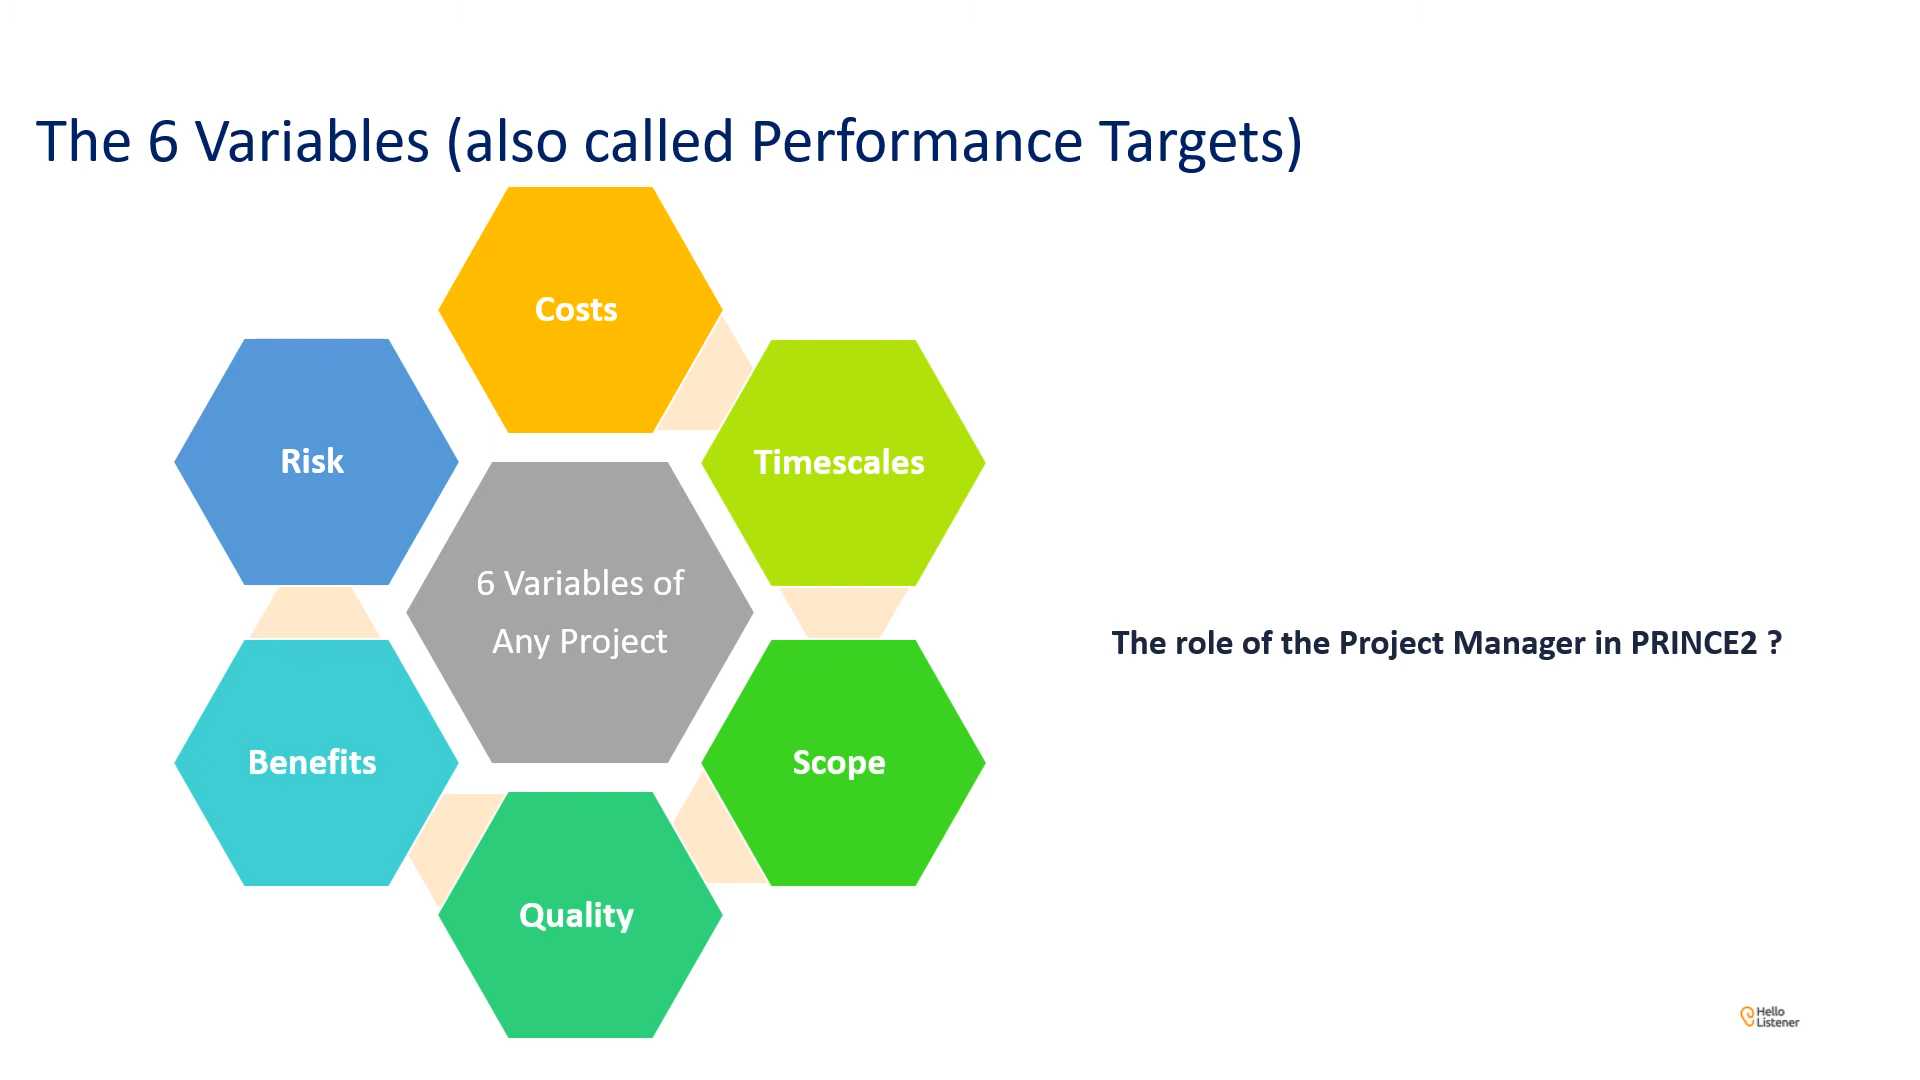 The 6 Variables (also called Performance Targets)
Costs
Timescales
Risk
6 Variables of
Any Project
The role of the Project Manager in PRINCE2 ?
Benefits
Scope
Quality
Hello
Listener